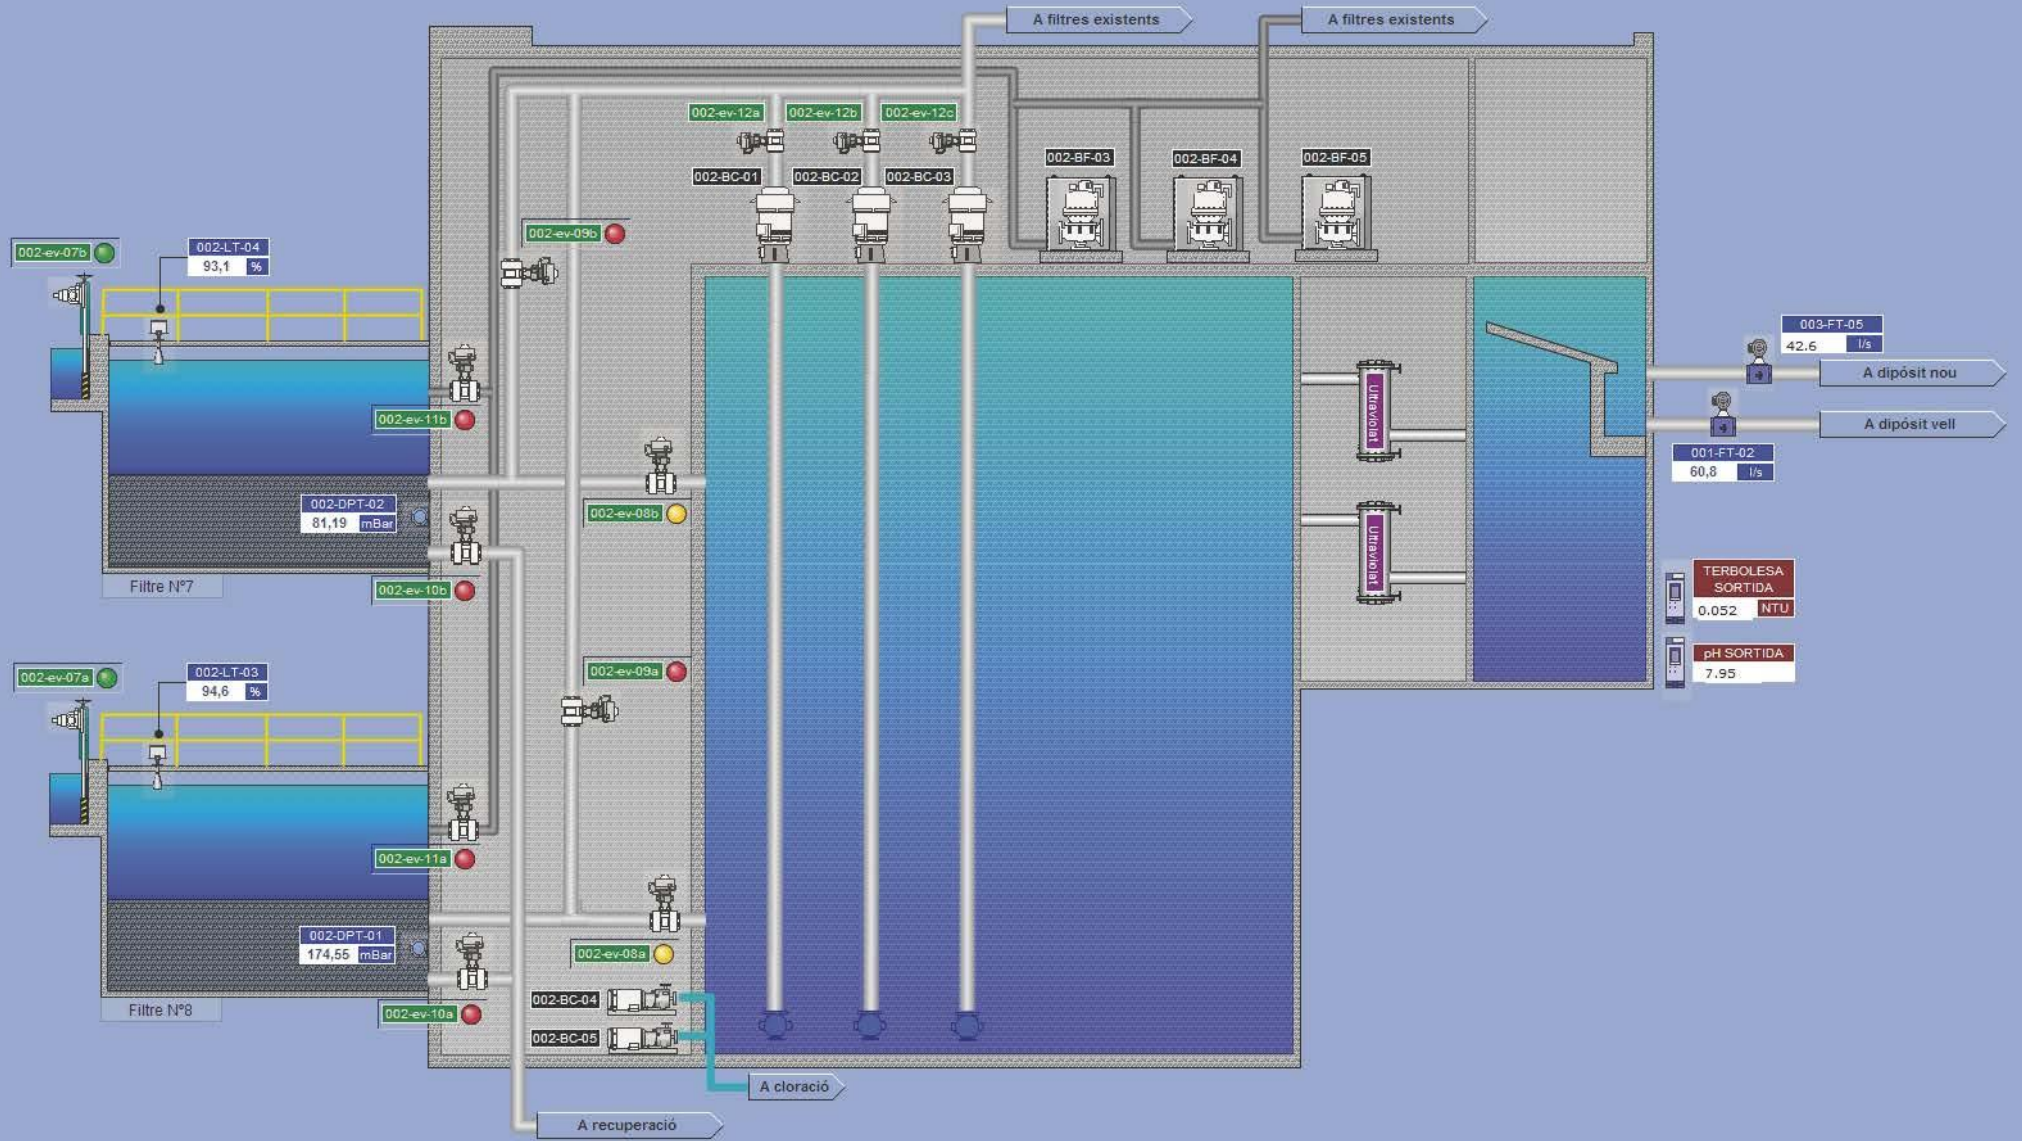 A filtres existents
A filtres existents
002-ev-12a
002-ev-12b
002-ev-12c
002-BC-01
002-BC-02
002-BC-03
002-BF-03
002-BF-04
002-BF-05
002-ev-09b
002-ev-07b
002-LT-04
93,1 %
002-ev-11b
002-DPT-02
81,19 mBar
002-ev-08b
Filtre Nº7
002-ev-10b
Ultraviolat
Ultraviolat
003-FT-05
42.6 l/s
A dipósit nou
A dipósit vell
001-FT-02
60,8 l/s
TERBOLESA
SORTIDA
0.052 NTU
pH SORTIDA
7.95
002-ev-07a
002-LT-03
94,6 %
002-ev-09a
002-ev-11a
002-DPT-01
174,55 mBar
002-ev-08a
Filtre Nº8
002-ev-10a
002-BC-04
002-BC-05
A cloració
A recuperació